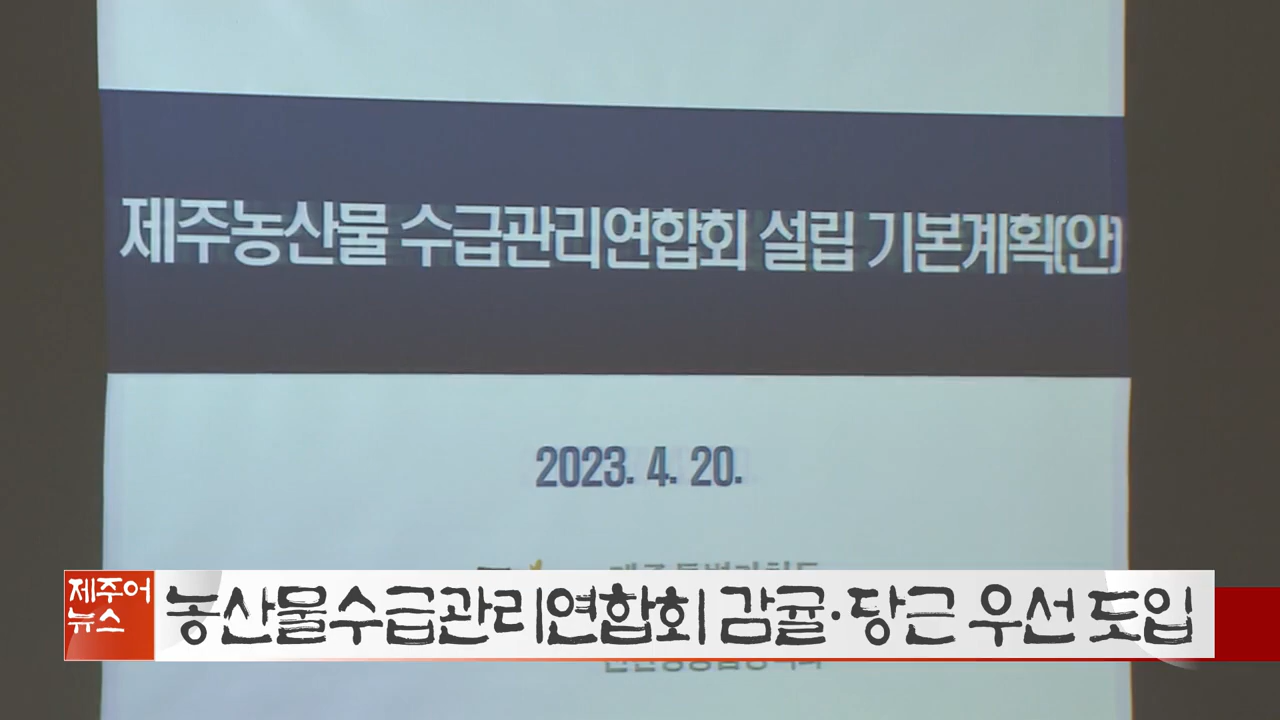 제주농산물 수급관리연합회 설립 기본계획(안)
2023. 4. 20.
제주어
뉴스
농산물수급관리연합회 감귤·당근 우선 도입